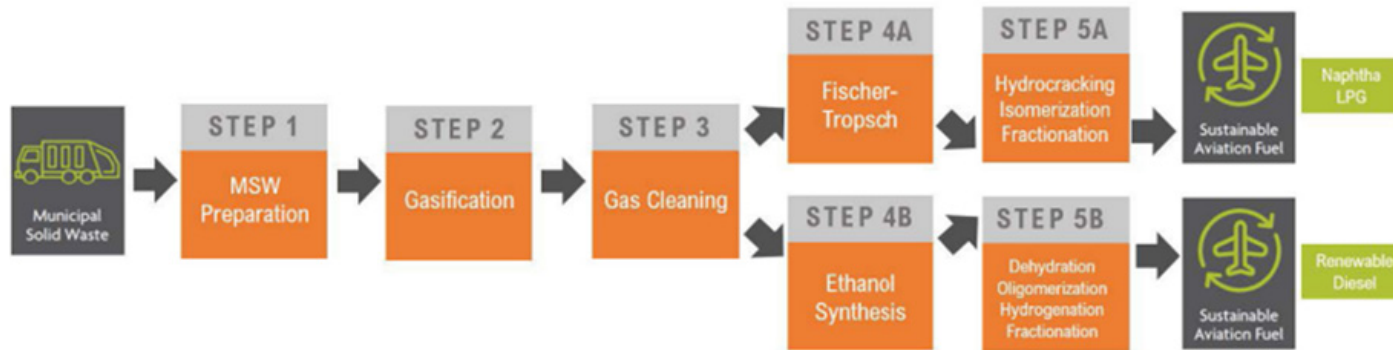 Municipal
Solid Waste
STEP 1
MSW
Preparation
STEP 2
Gasification
STEP 3
Gas Cleaning
STEP 4A
Fischer-
Tropsch
STEP 5A
Hydrocracking
Isomerization
Fractionation
Sustainable
Aviation Fuel
Naphtha
LPG
STEP 4B
Ethanol
Synthesis
STEP 5B
Dehydration
Oligomerization
Hydrogenation
Fractionation
Sustainable
Aviation Fuel
Renewable
Diesel